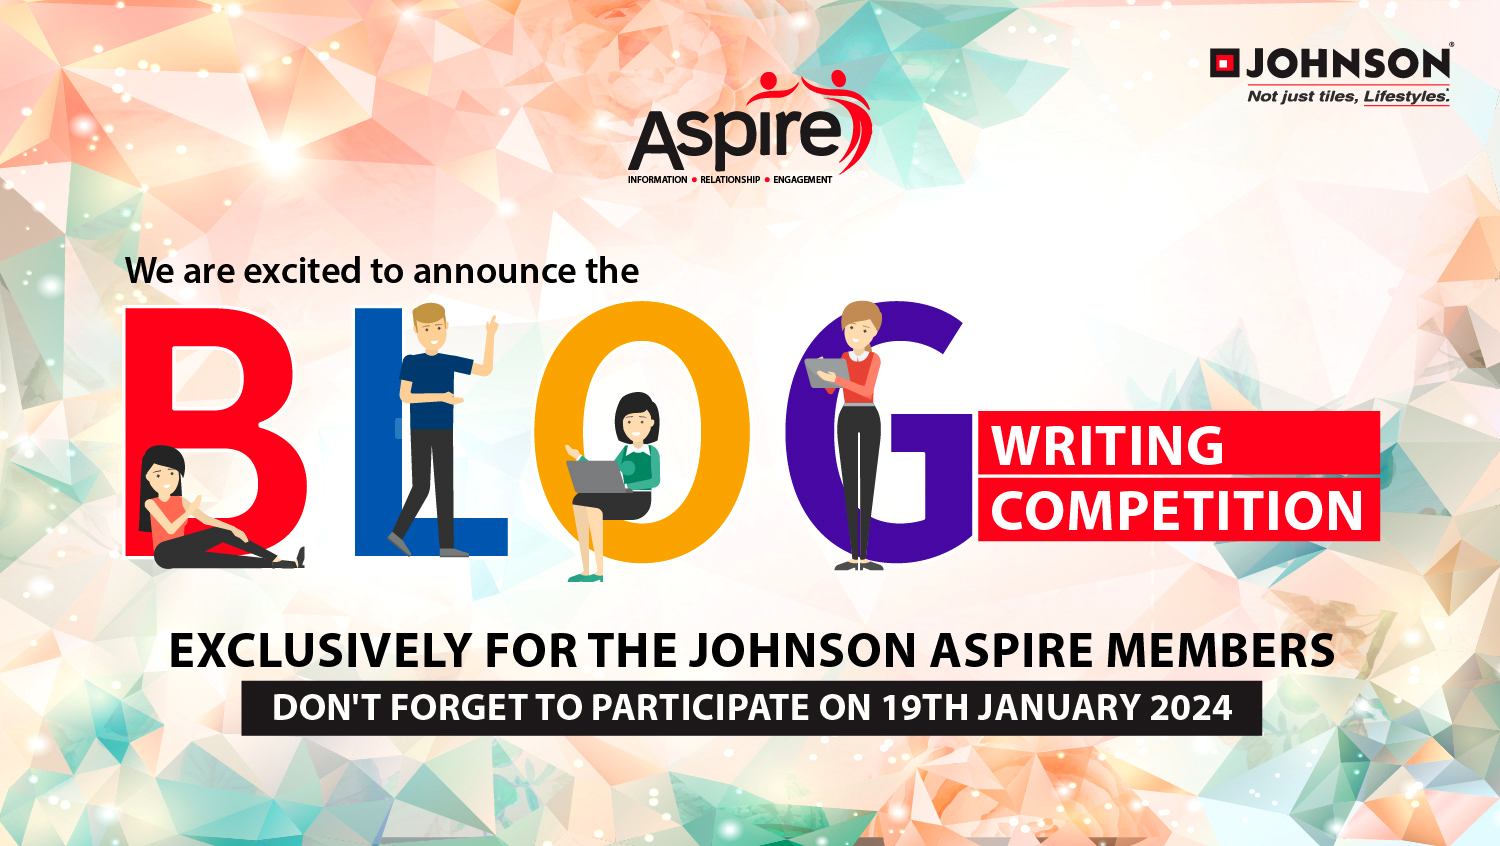 JOHNSON®
Not just tiles, Lifestyles.
Aspire
INFORMATION • RELATIONSHIP • ENGAGEMENT
We are excited to announce the
BLOG
WRITING
COMPETITION
EXCLUSIVELY FOR THE JOHNSON ASPIRE MEMBERS
DON'T FORGET TO PARTICIPATE ON 19TH JANUARY 2024